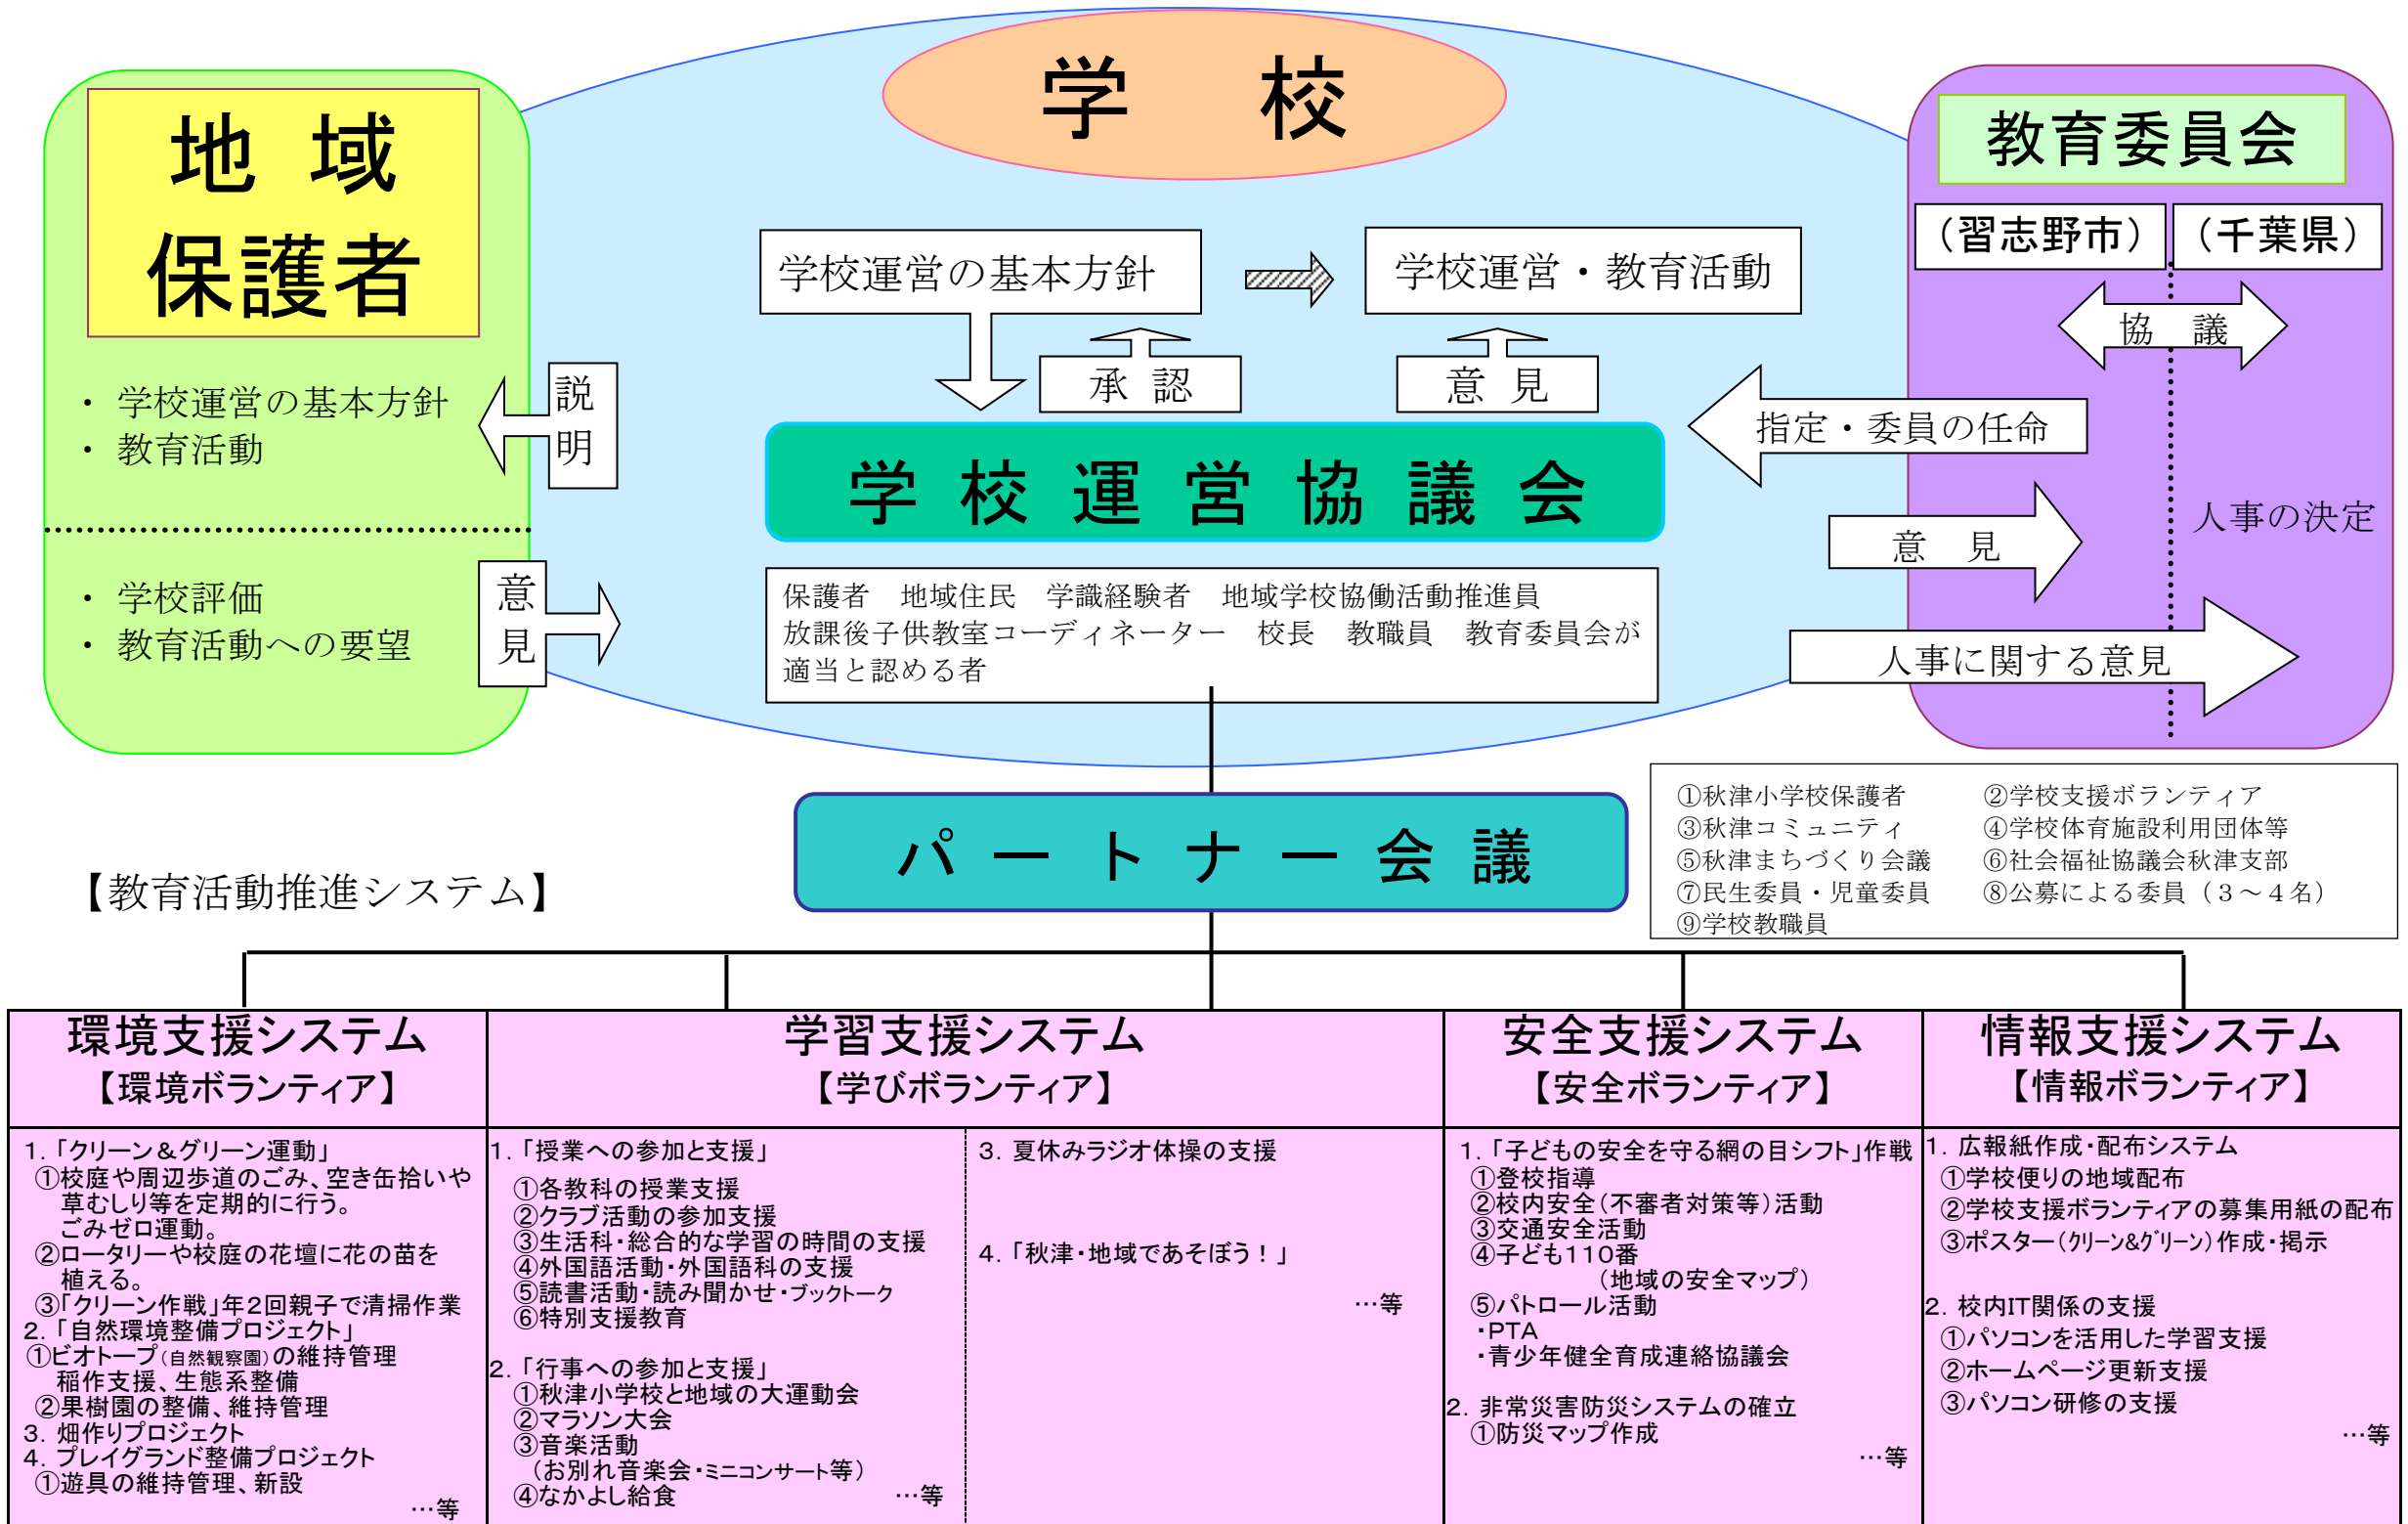 学　校
地 域
保護者
・ 学校運営の基本方針
・ 教育活動
説
明
・ 学校評価
・ 教育活動への要望
意
見
学校運営の基本方針
学校運営・教育活動
承 認
意 見
学 校 運 営 協 議 会
保護者　地域住民　学識経験者　地域学校協働活動推進員
放課後子供教室コーディネーター　校長　教職員　教育委員会が
適当と認める者
教育委員会
（習志野市）
（千葉県）
協　議
指定・委員の任命
人事の決定
意　見
人事に関する意見
パ ー ト ナ ー 会 議
①秋津小学校保護者　②学校支援ボランティア
③秋津コミュニティ　④学校体育施設利用団体等
⑤秋津まちづくり会議　⑥社会福祉協議会秋津支部
⑦民生委員・児童委員　⑧公募による委員（３～４名）
⑨学校教職員
【教育活動推進システム】
環境支援システム
【環境ボランティア】
1．「クリーン＆グリーン運動」
①校庭や周辺歩道のごみ、空き缶拾いや
草むしり等を定期的に行う。
ごみゼロ運動。
②ロータリーや校庭の花壇に花の苗を
植える。
③「クリーン作戦」年２回親子で清掃作業
2．「自然環境整備プロジェクト」
①ビオトープ（自然観察園）の維持管理
稲作支援、生態系整備
②果樹園の整備、維持管理
3．畑作りプロジェクト
4．プレイグランド整備プロジェクト
①遊具の維持管理、新設
…等
学習支援システム
【学びボランティア】
1．「授業への参加と支援」
①各教科の授業支援
②クラブ活動の参加支援
③生活科・総合的な学習の時間の支援
④外国語活動・外国語科の支援
⑤読書活動・読み聞かせ・ブックトーク
⑥特別支援教育
2．「行事への参加と支援」
①秋津小学校と地域の大運動会
②マラソン大会
③音楽活動
（お別れ音楽会・ミニコンサート等）
④なかよし給食　…等
3．夏休みラジオ体操の支援
4．「秋津・地域であそぼう！」
…等
安全支援システム
【安全ボランティア】
1．「子どもの安全を守る網の目シフト」作戦
①登校指導
②校内安全（不審者対策等）活動
③交通安全活動
④子ども１１０番
（地域の安全マップ）
⑤パトロール活動
・PTA
・青少年健全育成連絡協議会
2．非常災害防災システムの確立
①防災マップ作成
…等
情報支援システム
【情報ボランティア】
1．広報紙作成・配布システム
①学校便りの地域配布
②学校支援ボランティアの募集用紙の配布
③ポスター（ｸﾘｰﾝ&ｸﾞﾘｰﾝ）作成・掲示
2．校内IT関係の支援
①パソコンを活用した学習支援
②ホームページ更新支援
③パソコン研修の支援
…等